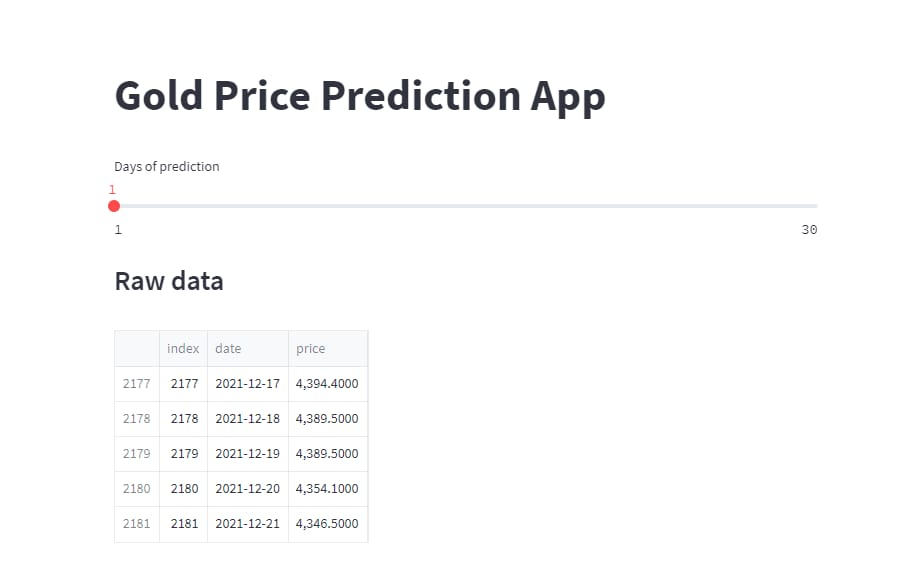 Gold Price Prediction App
Days of prediction
1
1 30
Raw data
index date price
2177 2177 2021-12-17 4,394.4000
2178 2178 2021-12-18 4,389.5000
2179 2179 2021-12-19 4,389.5000
2180 2180 2021-12-20 4,354.1000
2181 2181 2021-12-21 4,346.5000